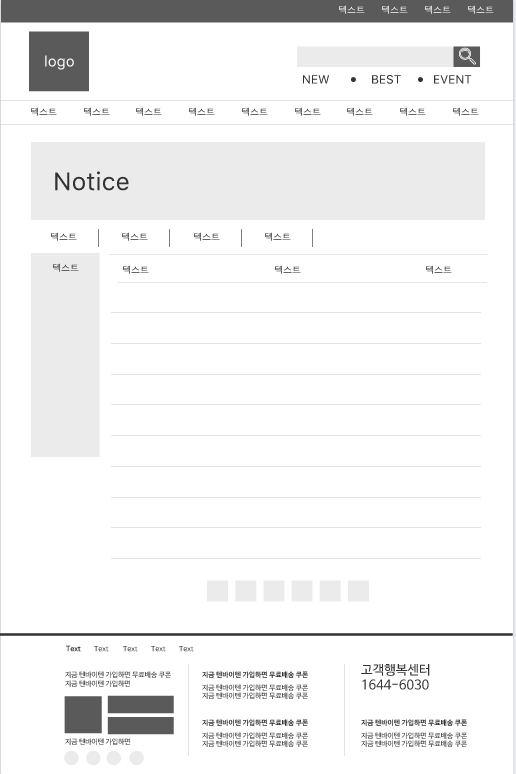 텍스트 텍스트 텍스트 텍스트
logo
NEW • BEST • EVENT
텍스트 텍스트 텍스트 텍스트 텍스트 텍스트 텍스트 텍스트 텍스트
Notice
텍스트 텍스트 텍스트 텍스트
텍스트
텍스트 텍스트 텍스트
Text Text Text Text Text
지금 텐바이텐 가입하면 무료배송 쿠폰
지금 텐바이텐 가입하면
지금 텐바이텐 가입하면
지금 텐바이텐 가입하면 무료배송 쿠폰
지금 텐바이텐 가입하면 무료배송 쿠폰
지금 텐바이텐 가입하면 무료배송 쿠폰
지금 텐바이텐 가입하면 무료배송 쿠폰
지금 텐바이텐 가입하면 무료배송 쿠폰
지금 텐바이텐 가입하면 무료배송 쿠폰
고객행복센터
1644-6030
지금 텐바이텐 가입하면 무료배송 쿠폰
지금 텐바이텐 가입하면 무료배송 쿠폰
지금 텐바이텐 가입하면 무료배송 쿠폰